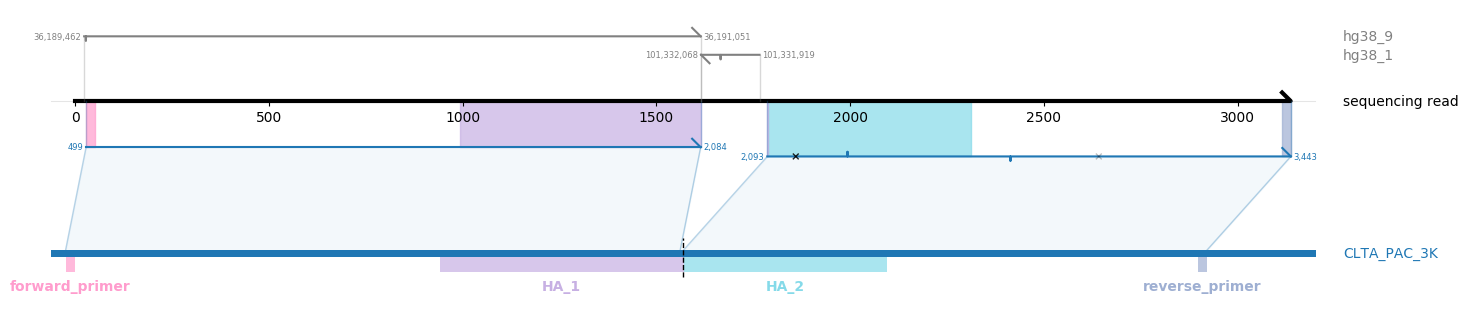 36,189,462 36,191,051 hg38_9
101,332,068 101,331,919 hg38_1
sequencing read
0 500 1000 1500 2000 2500 3000
499 2,084
2,093 3,443
CLTA_PAC_3K
forward_primer HA_1 HA_2 reverse_primer